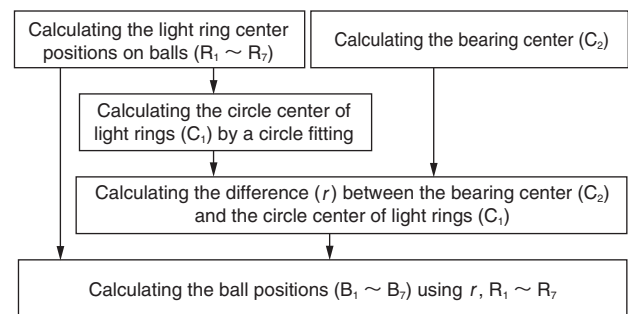 Calculating the light ring center
positions on balls (R₁ ∼ R₇)
Calculating the bearing center (C₂)
Calculating the circle center of
light rings (C₁) by a circle fitting
Calculating the difference (r) between the bearing center (C₂)
and the circle center of light rings (C₁)
Calculating the ball positions (B₁ ∼ B₇) using r, R₁ ∼ R₇